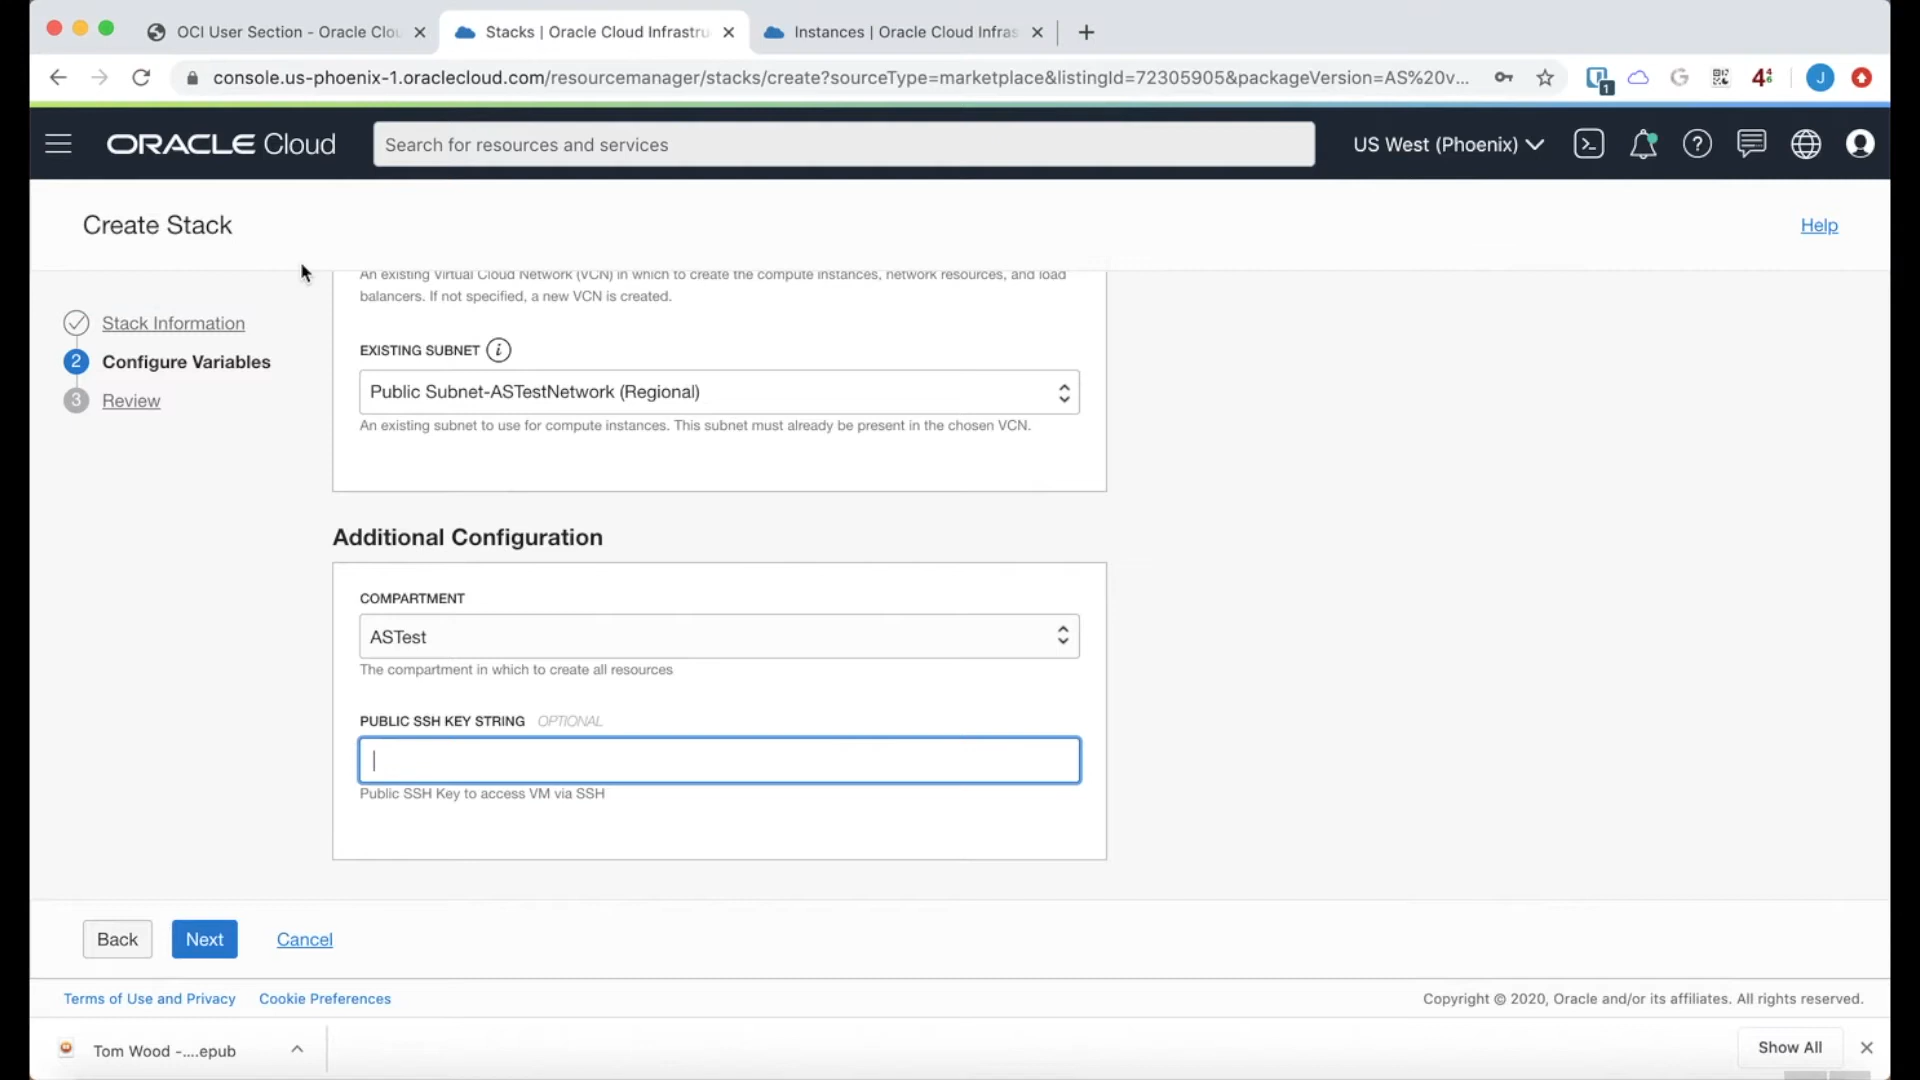 OCI User Section - Oracle Clou
Stacks | Oracle Cloud Infrastru
Instances | Oracle Cloud Infras
console.us-phoenix-1.oraclecloud.com/resourcemanager/stacks/create?sourceType=marketplace&listingId=72305905&packageVersion=AS%20v...
1
4⁴
J
ORACLE Cloud
Search for resources and services
US West (Phoenix)
Create Stack
Help
An existing Virtual Cloud Network (VCN) in which to create the compute instances, network resources, and load
balancers. If not specified, a new VCN is created.
Stack Information
2 Configure Variables
3 Review
EXISTING SUBNET i
Public Subnet-ASTestNetwork (Regional)
An existing subnet to use for compute instances. This subnet must already be present in the chosen VCN.
Additional Configuration
COMPARTMENT
ASTest
The compartment in which to create all resources
PUBLIC SSH KEY STRING OPTIONAL
Public SSH Key to access VM via SSH
Back
Next
Cancel
Terms of Use and Privacy
Cookie Preferences
Copyright © 2020, Oracle and/or its affiliates. All rights reserved.
Tom Wood -....epub
Show All